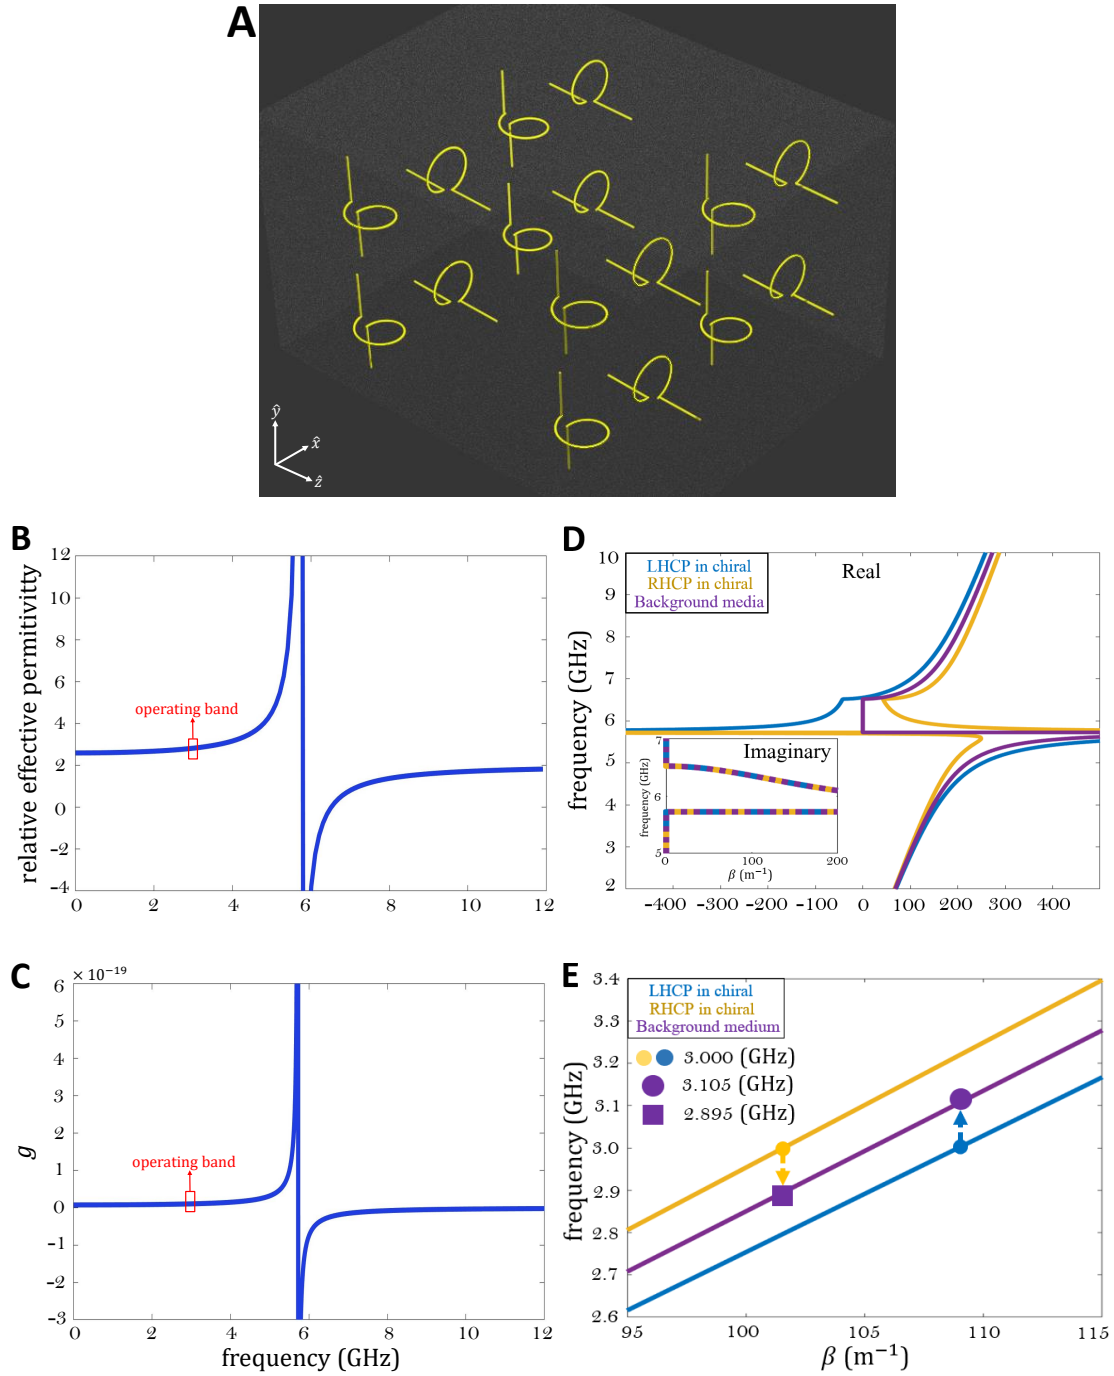 A
ŷ
x̂
ẑ
B
relative effective permitivitty
12
10
8
6
4
2
0
-2
-4
operating band
0 2 4 6 8 10 12
C
× 10⁻¹⁹
g
6
5
4
3
2
1
0
-1
-2
-3
operating band
0 2 4 6 8 10 12
frequency (GHz)
D
frequency (GHz)
10
9
8
7
6
5
4
3
2
LHCP in chiral
RHCP in chiral
Background media
Real
Imaginary
frequency (GHz)
7
6
5
0 100 200
β (m⁻¹)
-400 -300 -200 -100 0 100 200 300 400
E
frequency (GHz)
3.4
3.3
3.2
3.1
3.0
2.9
2.8
2.7
2.6
LHCP in chiral
RHCP in chiral
Background medium
3.000 (GHz)
3.105 (GHz)
2.895 (GHz)
95 100 105 110 115
β (m⁻¹)